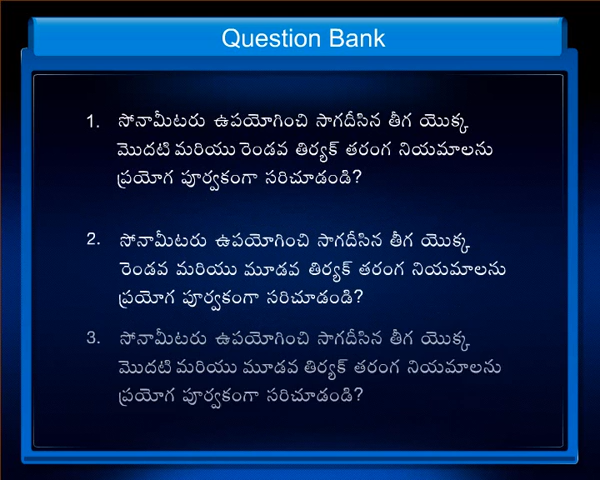 Question Bank
1. సోనామీటరు ఉపయోగించి సాగదీసిన తీగ యొక్క
మొదటి మరియు రెండవ తిర్యక్ తరంగ నియమాలను
ప్రయోగ పూర్వకంగా సరిచూడండి?
2. సోనామీటరు ఉపయోగించి సాగదీసిన తీగ యొక్క
రెండవ మరియు మూడవ తిర్యక్ తరంగ నియమాలను
ప్రయోగ పూర్వకంగా సరిచూడండి?
3. సోనామీటరు ఉపయోగించి సాగదీసిన తీగ యొక్క
మొదటి మరియు మూడవ తిర్యక్ తరంగ నియమాలను
ప్రయోగ పూర్వకంగా సరిచూడండి?